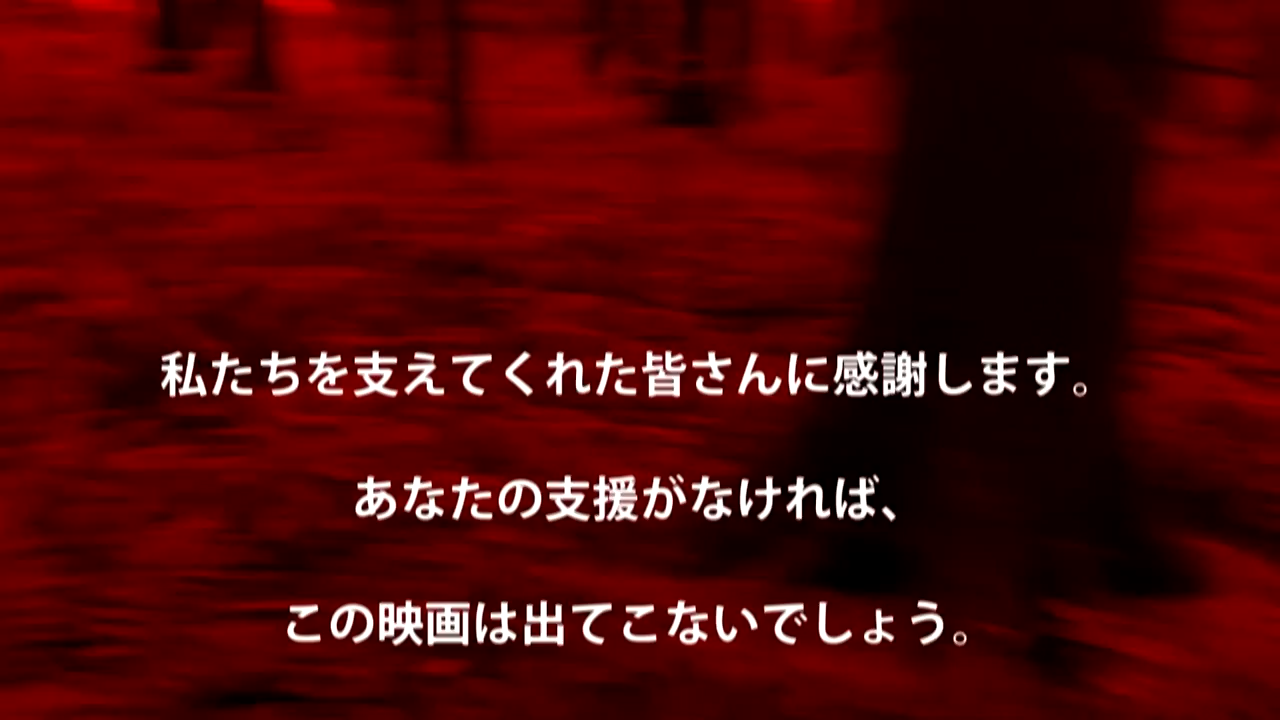 私たちを支えてくれた皆さんに感謝します。
あなたの支援がなければ、
この映画は出てこないでしょう。